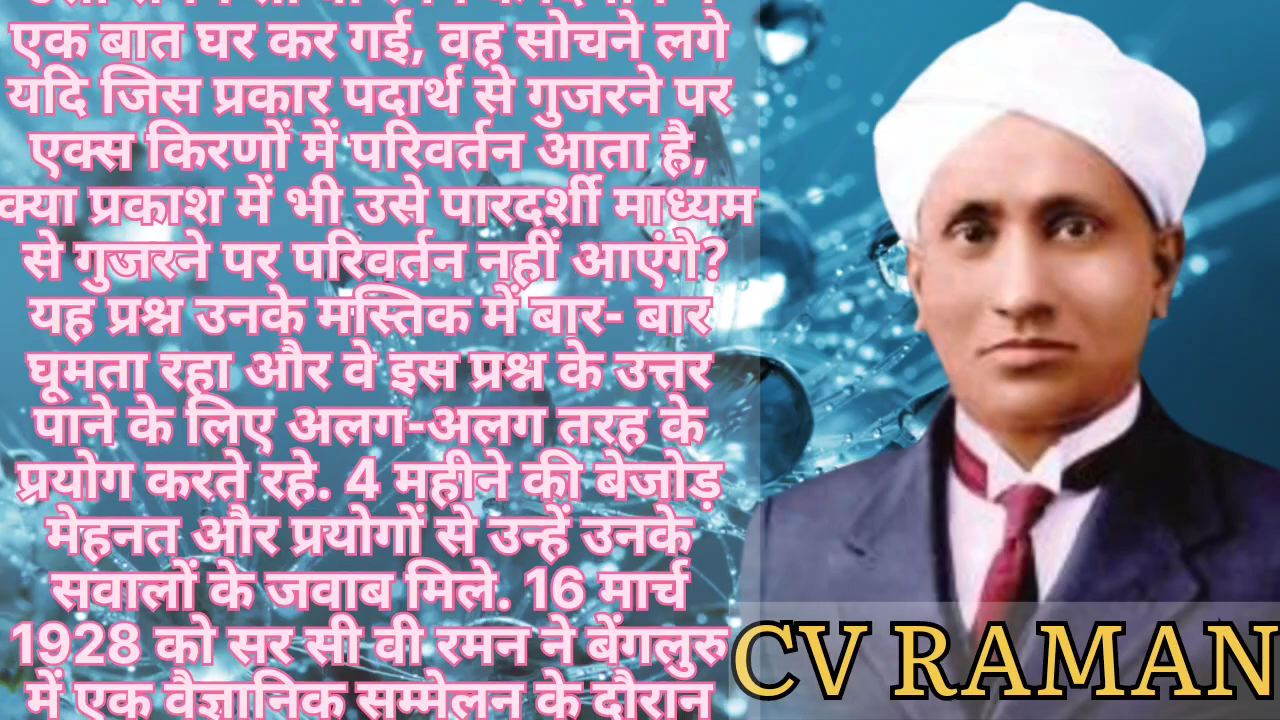 एक बात घर कर गई, वह सोचने लगे
यदि जिस प्रकार पदार्थ से गुजरने पर
एक्स किरणों में परिवर्तन आता है,
क्या प्रकाश में भी उसे पारदर्शी माध्यम
से गुजरने पर परिवर्तन नहीं आएंगे?
यह प्रश्न उनके मस्तिक में बार- बार
घूमता रहा और वे इस प्रश्न के उत्तर
पाने के लिए अलग-अलग तरह के
प्रयोग करते रहे. 4 महीने की बेजोड़
मेहनत और प्रयोगों से उन्हें उनके
सवालों के जवाब मिले. 16 मार्च
1928 को सर सी वी रमन ने बेंगलुरु
में एक वैज्ञानिक सम्मेलन के दौरान
CV RAMAN